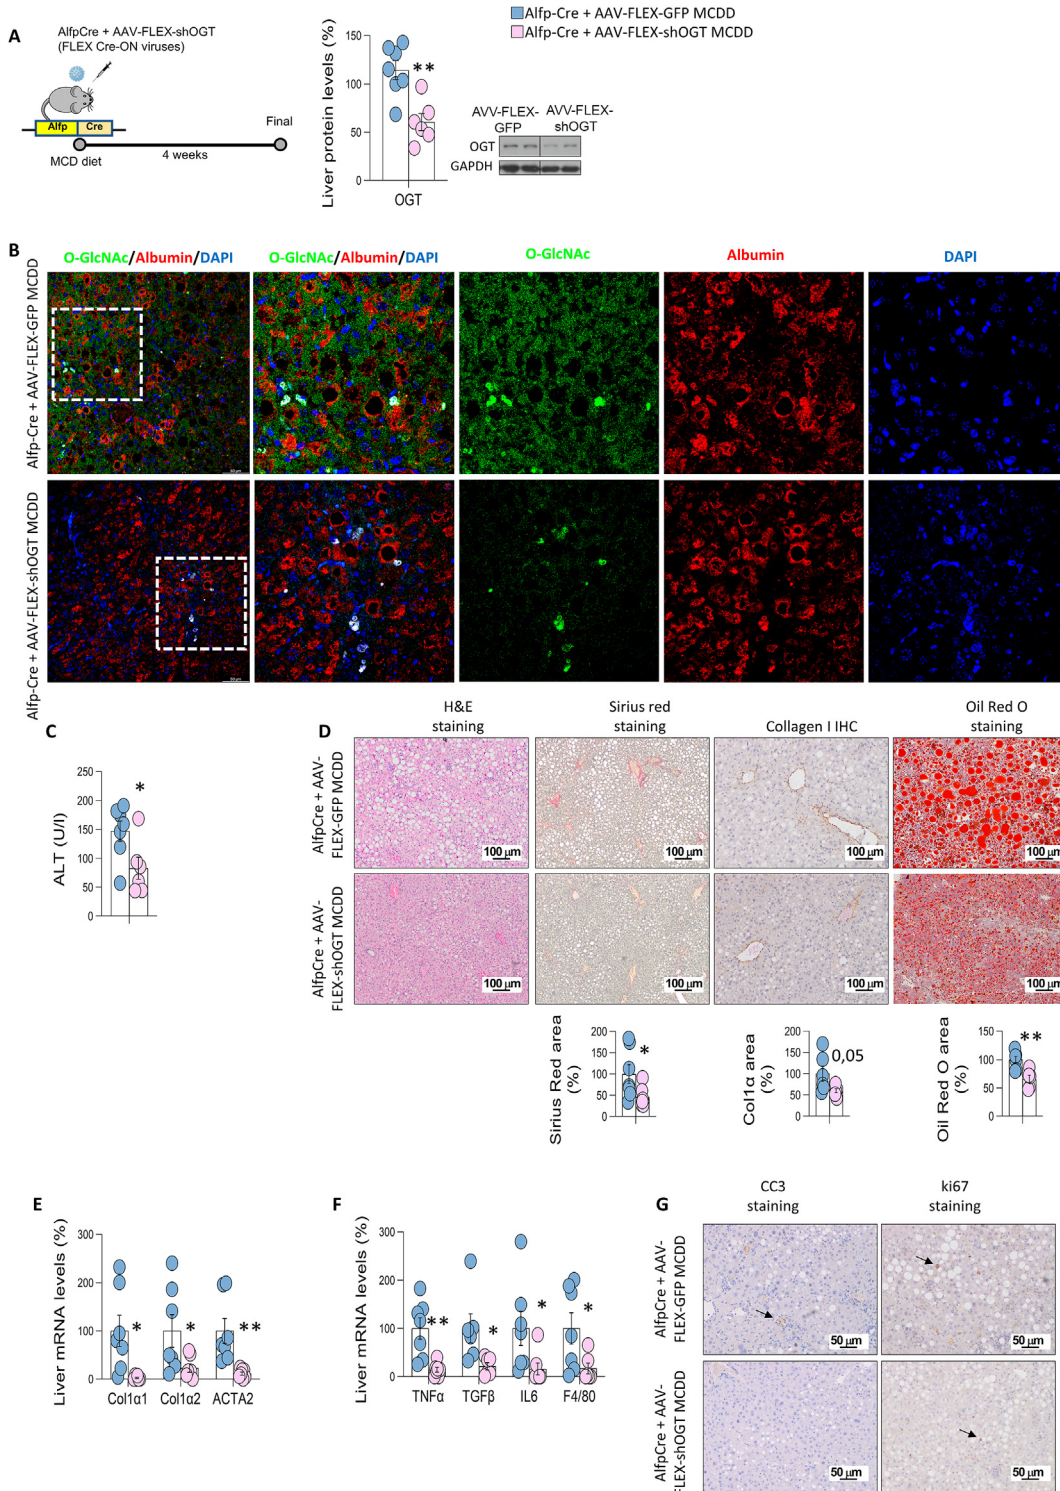 Alfp-Cre + AAV-FLEX-GFP MCDD
Alfp-Cre + AAV-FLEX-shOGT MCDD
A
AlfpCre + AAV-FLEX-shOGT
(FLEX Cre-ON viruses)
Alfp
Cre
MCD diet
4 weeks
Final
Liver protein levels (%)
150
100
50
0
**
OGT
AVV-FLEX-
GFP
AVV-FLEX-
shOGT
OGT
GAPDH
B
O-GlcNAc/Albumin/DAPI
O-GlcNAc/Albumin/DAPI
O-GlcNAc
Albumin
DAPI
Alfp-Cre + AAV-FLEX-GFP MCDD
50 µm
Alfp-Cre + AAV-FLEX-shOGT MCDD
50 µm
C
ALT (U/l)
250
200
150
100
50
0
*
D
H&E
staining
Sirius red
staining
Collagen I IHC
Oil Red O
staining
AlfpCre + AAV-
FLEX-GFP MCDD
100 µm
100 µm
100 µm
100 µm
AlfpCre + AAV-
FLEX-shOGT MCDD
100 µm
100 µm
100 µm
100 µm
Sirius Red area
(%)
200
150
100
50
0
*
Col1α area
(%)
200
150
100
50
0
0,05
Oil Red O area
(%)
150
100
50
0
**
E
Liver mRNA levels (%)
300
200
100
0
*
*
**
Col1α1
Col1α2
ACTA2
F
Liver mRNA levels (%)
300
200
100
0
**
*
*
*
TNFα
TGFβ
IL6
F4/80
G
CC3
staining
ki67
staining
AlfpCre + AAV-
FLEX-GFP MCDD
50 µm
50 µm
AlfpCre + AAV-
FLEX-shOGT MCDD
50 µm
50 µm